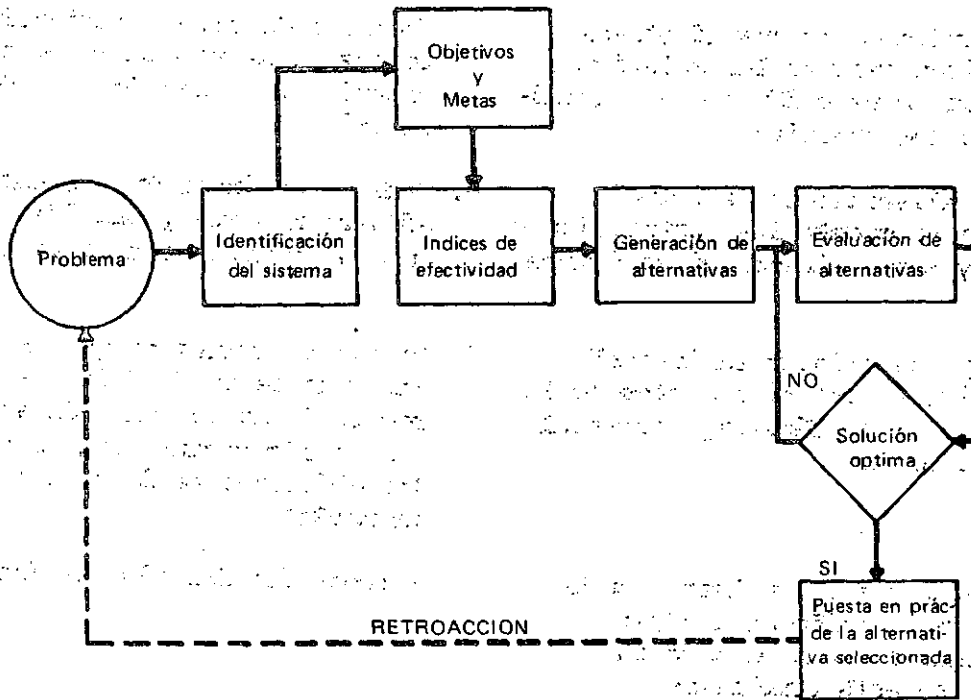 Objetivos
y
Metas
Problema
Identificación
del sistema
Indices de
efectividad
Generación de
alternativas
Evaluación de
alternativas
NO
Solución
optima
SI
Puesta en prác-
de la alternati-
va seleccionada
RETROACCION